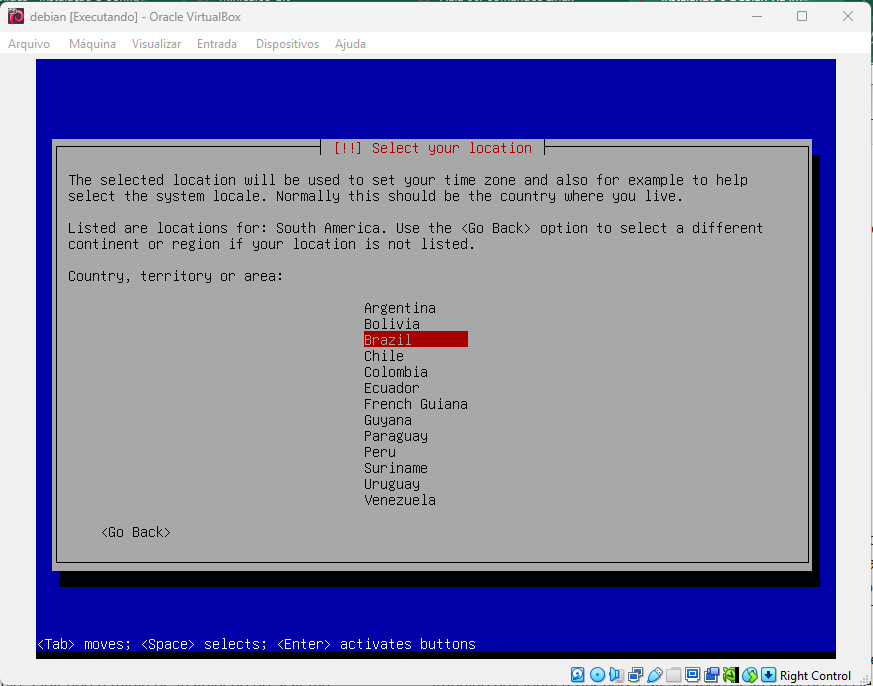 debian [Executando] - Oracle VirtualBox
Arquivo Máquina Visualizar Entrada Dispositivos Ajuda
[!!] Select your location
The selected location will be used to set your time zone and also for example to help
select the system locale. Normally this should be the country where you live.
Listed are locations for: South America. Use the <Go Back> option to select a different
continent or region if your location is not listed.
Country, territory or area:
Argentina
Bolivia
Brazil
Chile
Colombia
Ecuador
French Guiana
Guyana
Paraguay
Peru
Suriname
Uruguay
Venezuela
<Go Back>
<Tab> moves; <Space> selects; <Enter> activates buttons
Right Control